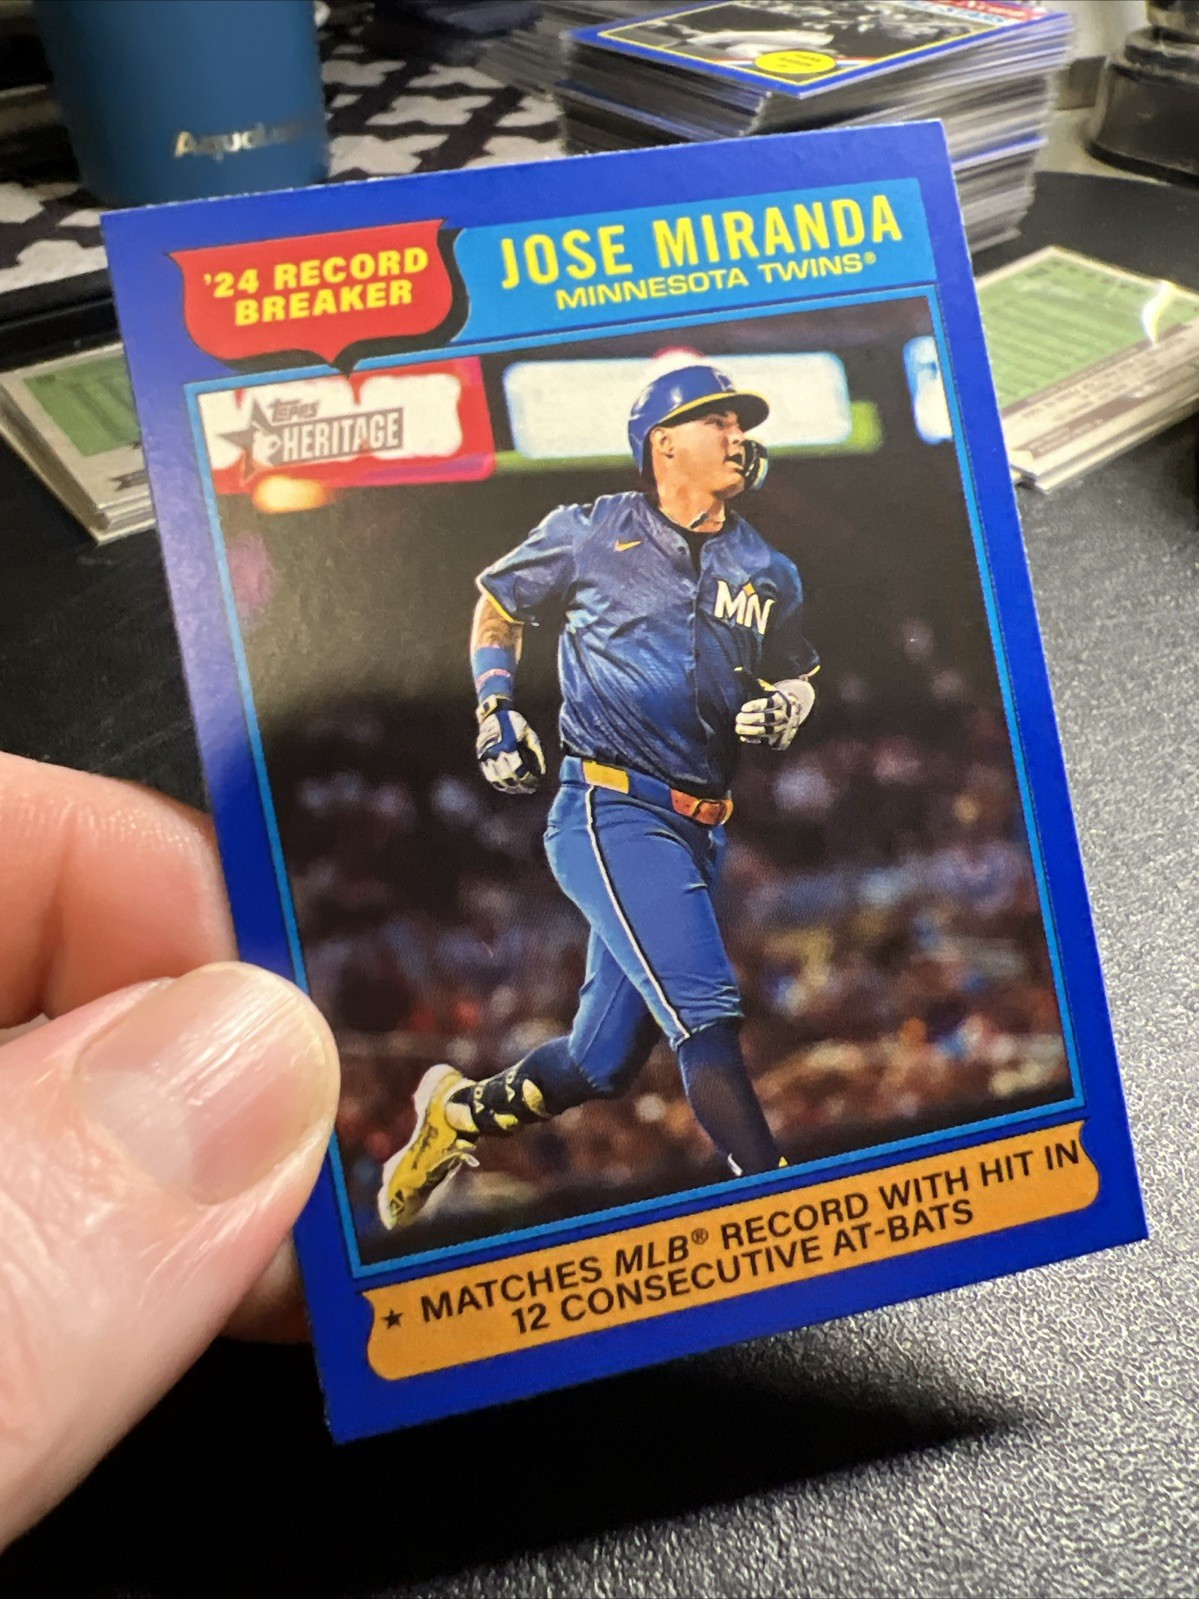 '24 RECORD
BREAKER
JOSE MIRANDA
MINNESOTA TWINS®
TOPPS
HERITAGE
MN
★ MATCHES MLB® RECORD WITH HIT IN
12 CONSECUTIVE AT-BATS